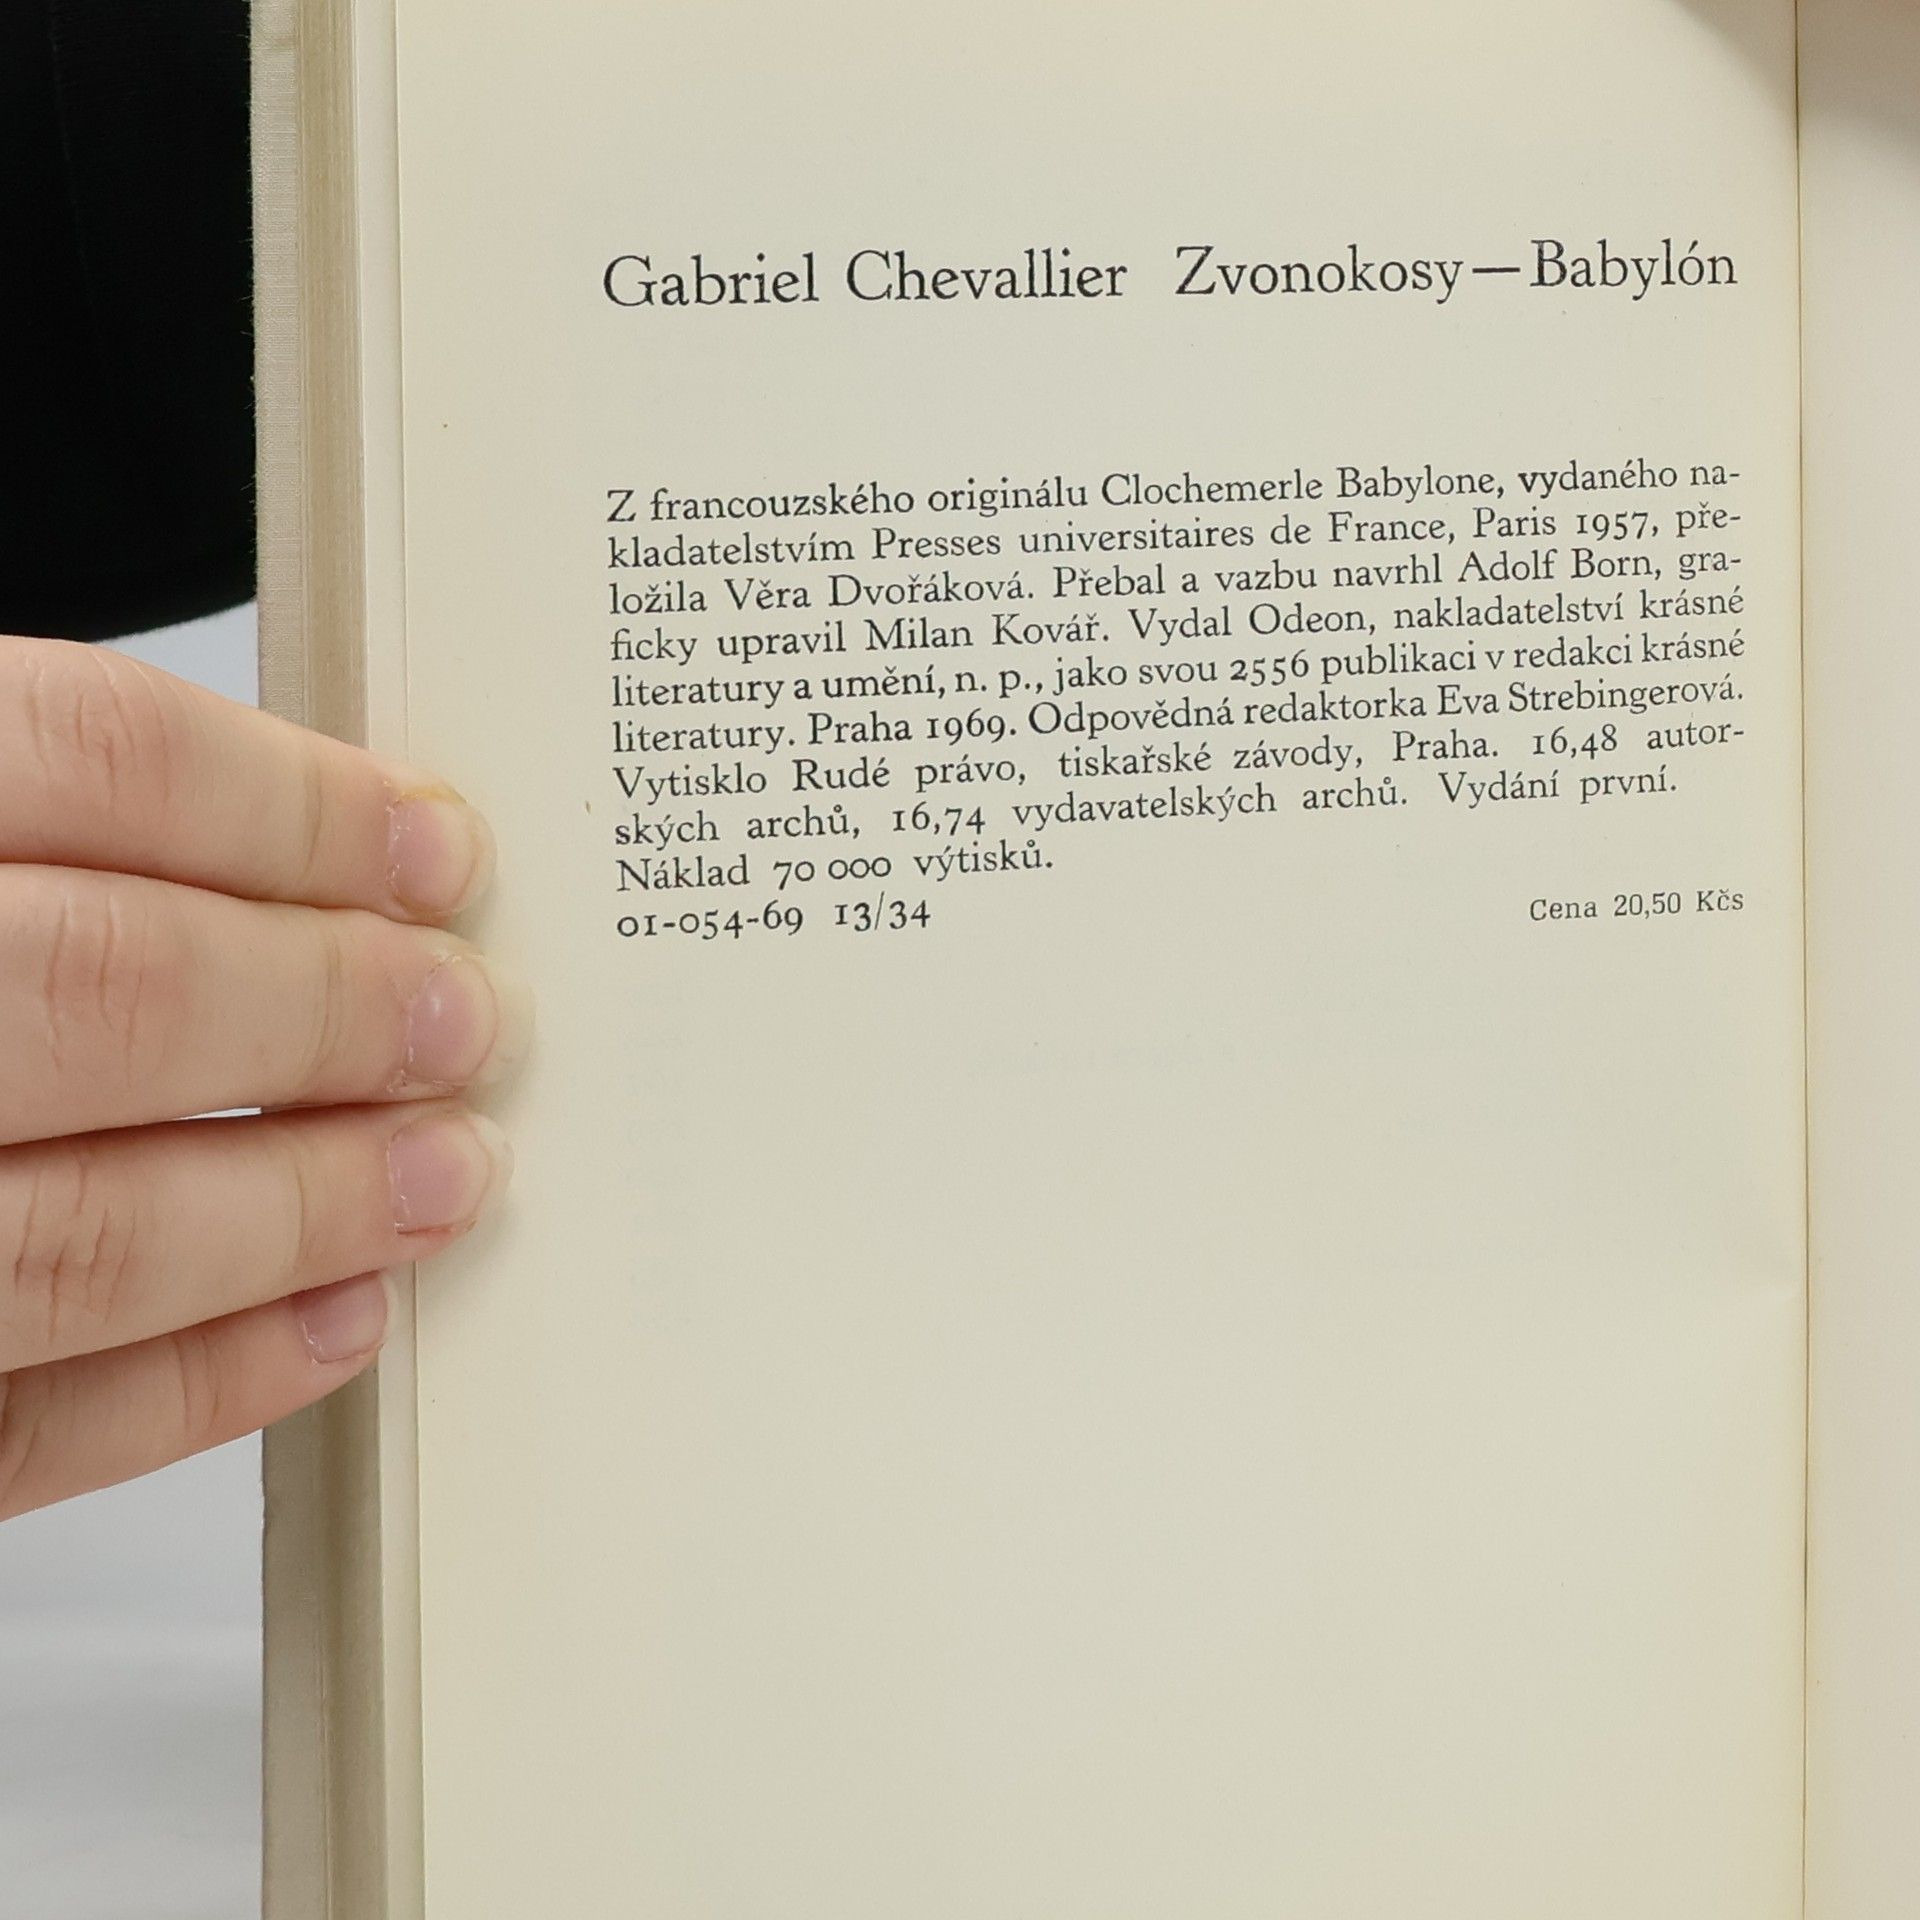 Gabriel Chevallier Zvonokosy—Babylón
Z francouzského originálu Clochemerle Babylone, vydaného na-
kladatelstvím Presses universitaires de France, Paris 1957, pře-
ložila Věra Dvořáková. Přebal a vazbu navrhl Adolf Born, gra-
ficky upravil Milan Kovář. Vydal Odeon, nakladatelství krásné
literatury a umění, n. p., jako svou 2556 publikaci v redakci krásné
literatury. Praha 1969. Odpovědná redaktorka Eva Strebingerová.
Vytisklo Rudé právo, tiskařské závody, Praha. 16,48 autor-
ských archů, 16,74 vydavatelských archů. Vydání první.
Náklad 70 000 výtisků.
01-054-69 13/34 Cena 20,50 Kčs